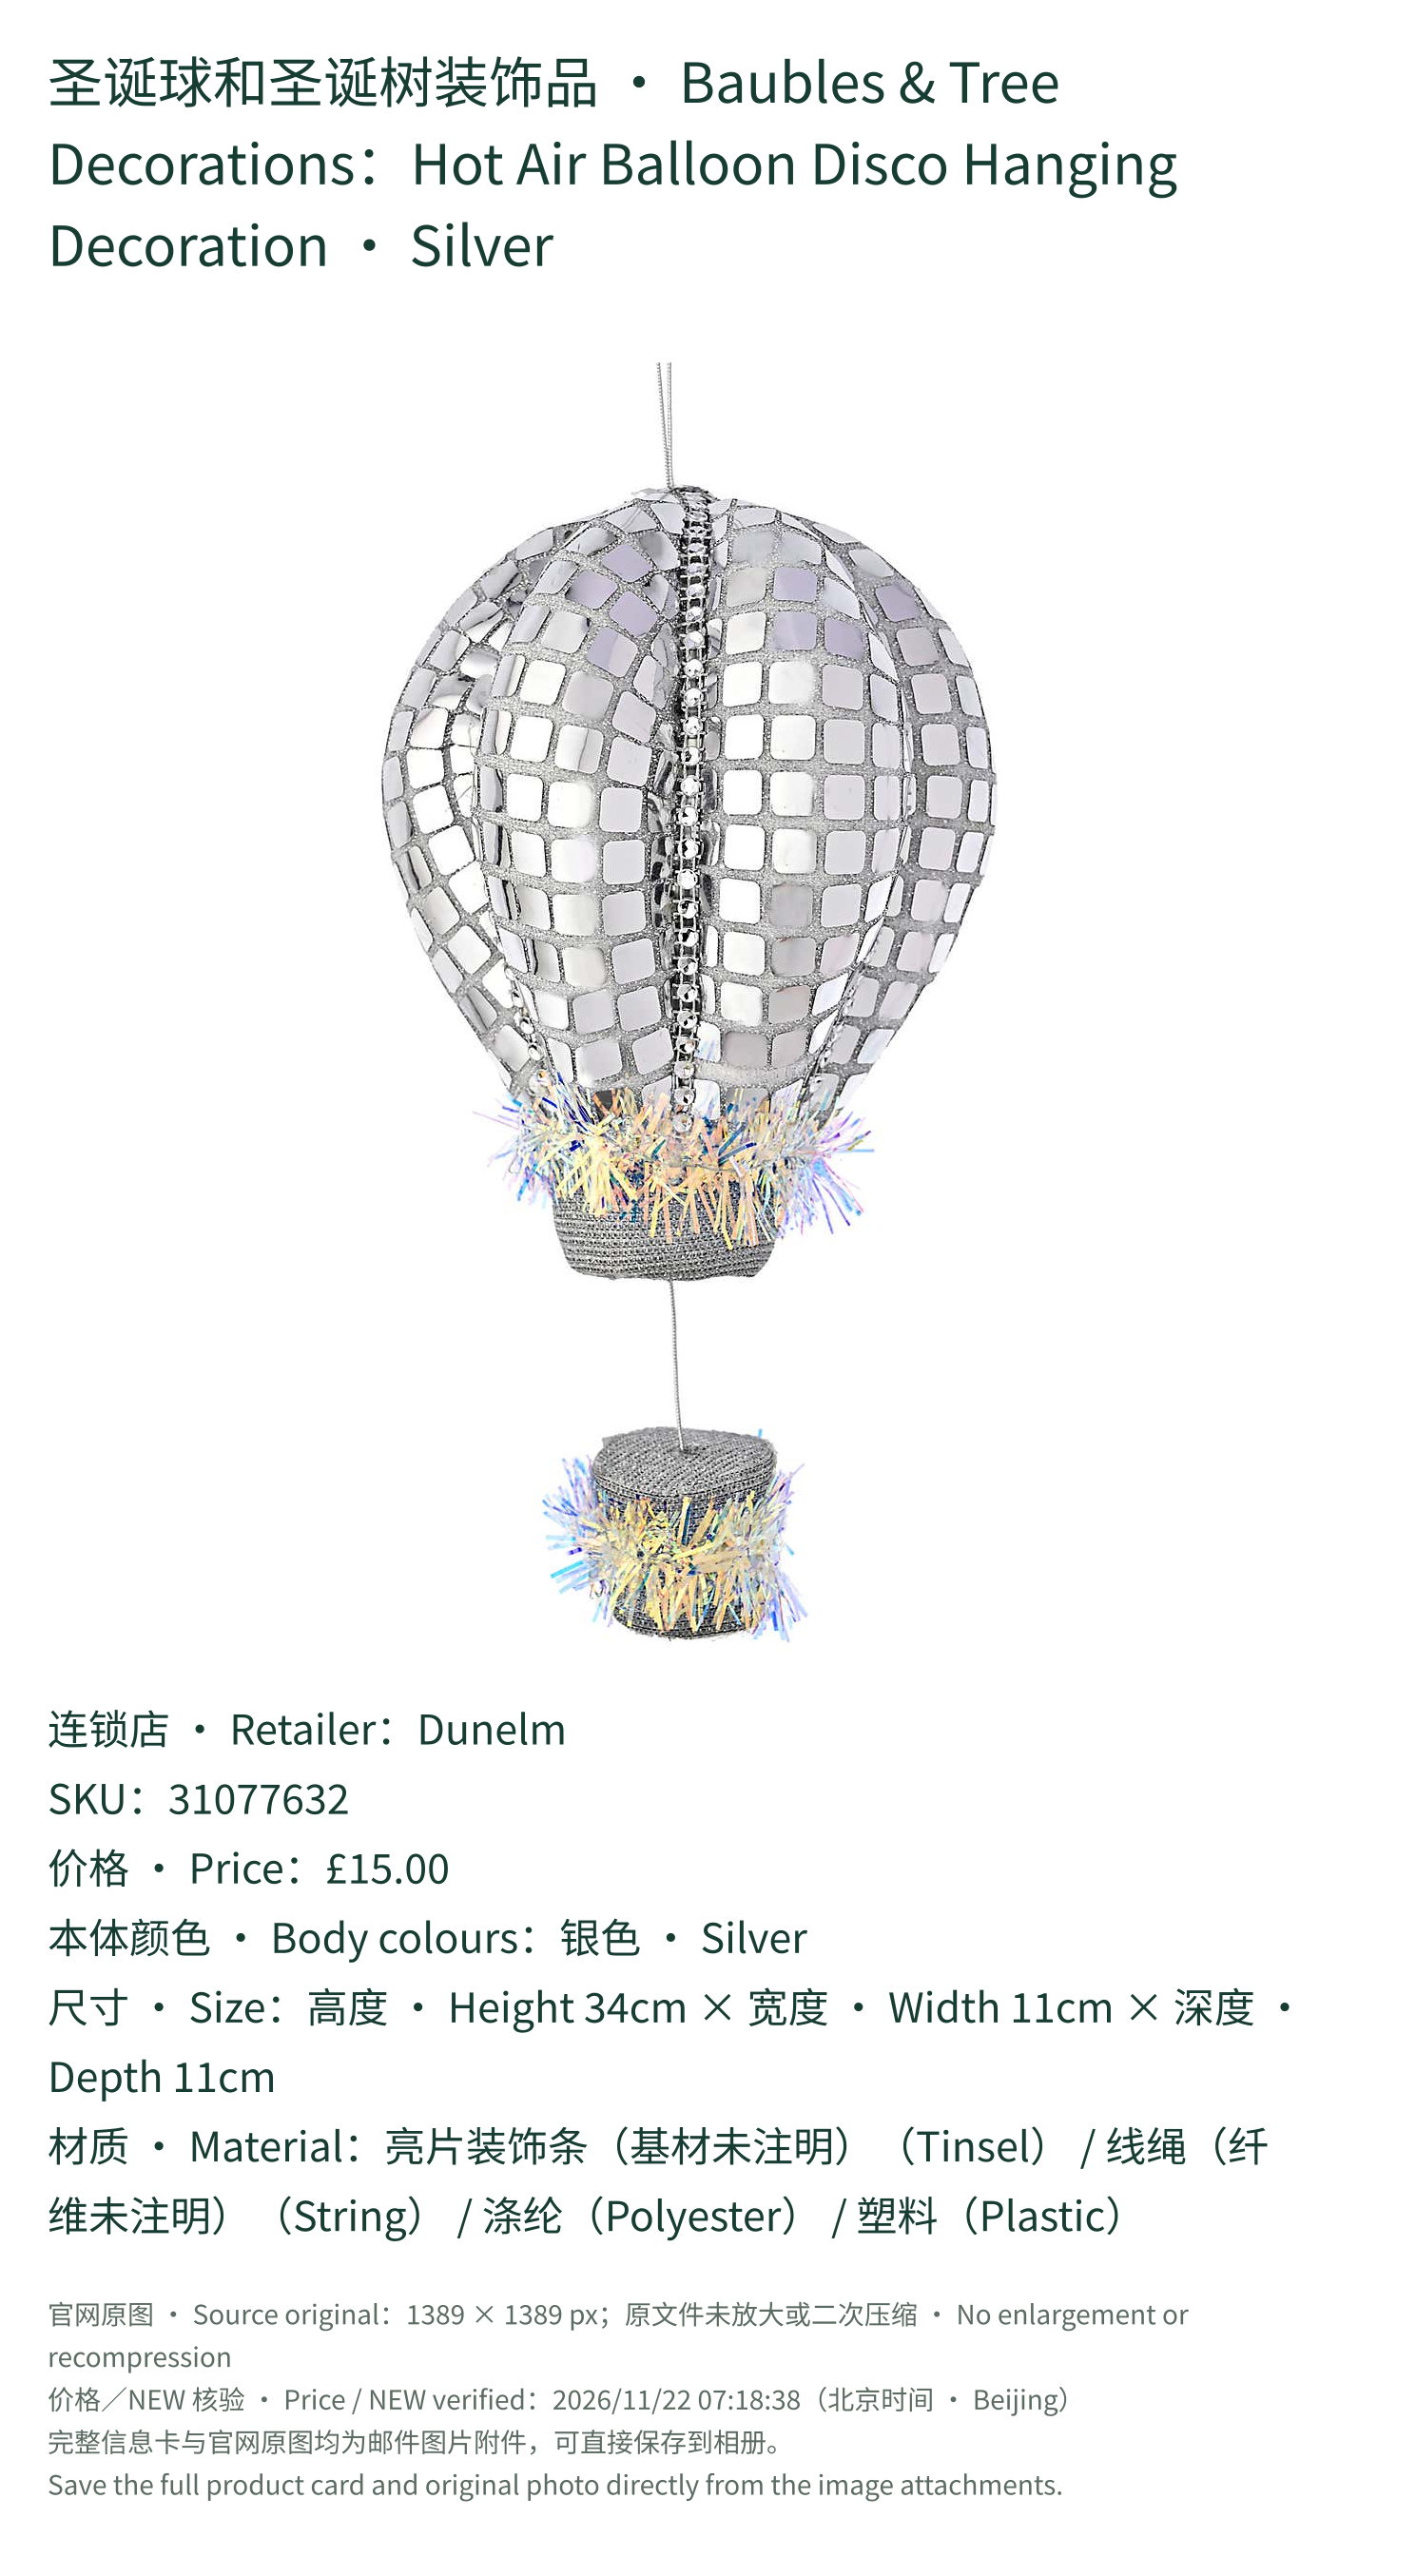 圣诞球和圣诞树装饰品 · Baubles & Tree
Decorations：Hot Air Balloon Disco Hanging
Decoration · Silver
连锁店 · Retailer：Dunelm
SKU：31077632
价格 · Price：£15.00
本体颜色 · Body colours：银色 · Silver
尺寸 · Size：高度 · Height 34cm × 宽度 · Width 11cm × 深度 ·
Depth 11cm
材质 · Material：亮片装饰条（基材未注明）（Tinsel） / 线绳（纤
维未注明）（String） / 涤纶（Polyester） / 塑料（Plastic）
官网原图 · Source original：1389 × 1389 px；原文件未放大或二次压缩 · No enlargement or
recompression
价格／NEW 核验 · Price / NEW verified：2026/11/22 07:18:38（北京时间 · Beijing）
完整信息卡与官网原图均为邮件图片附件，可直接保存到相册。
Save the full product card and original photo directly from the image attachments.